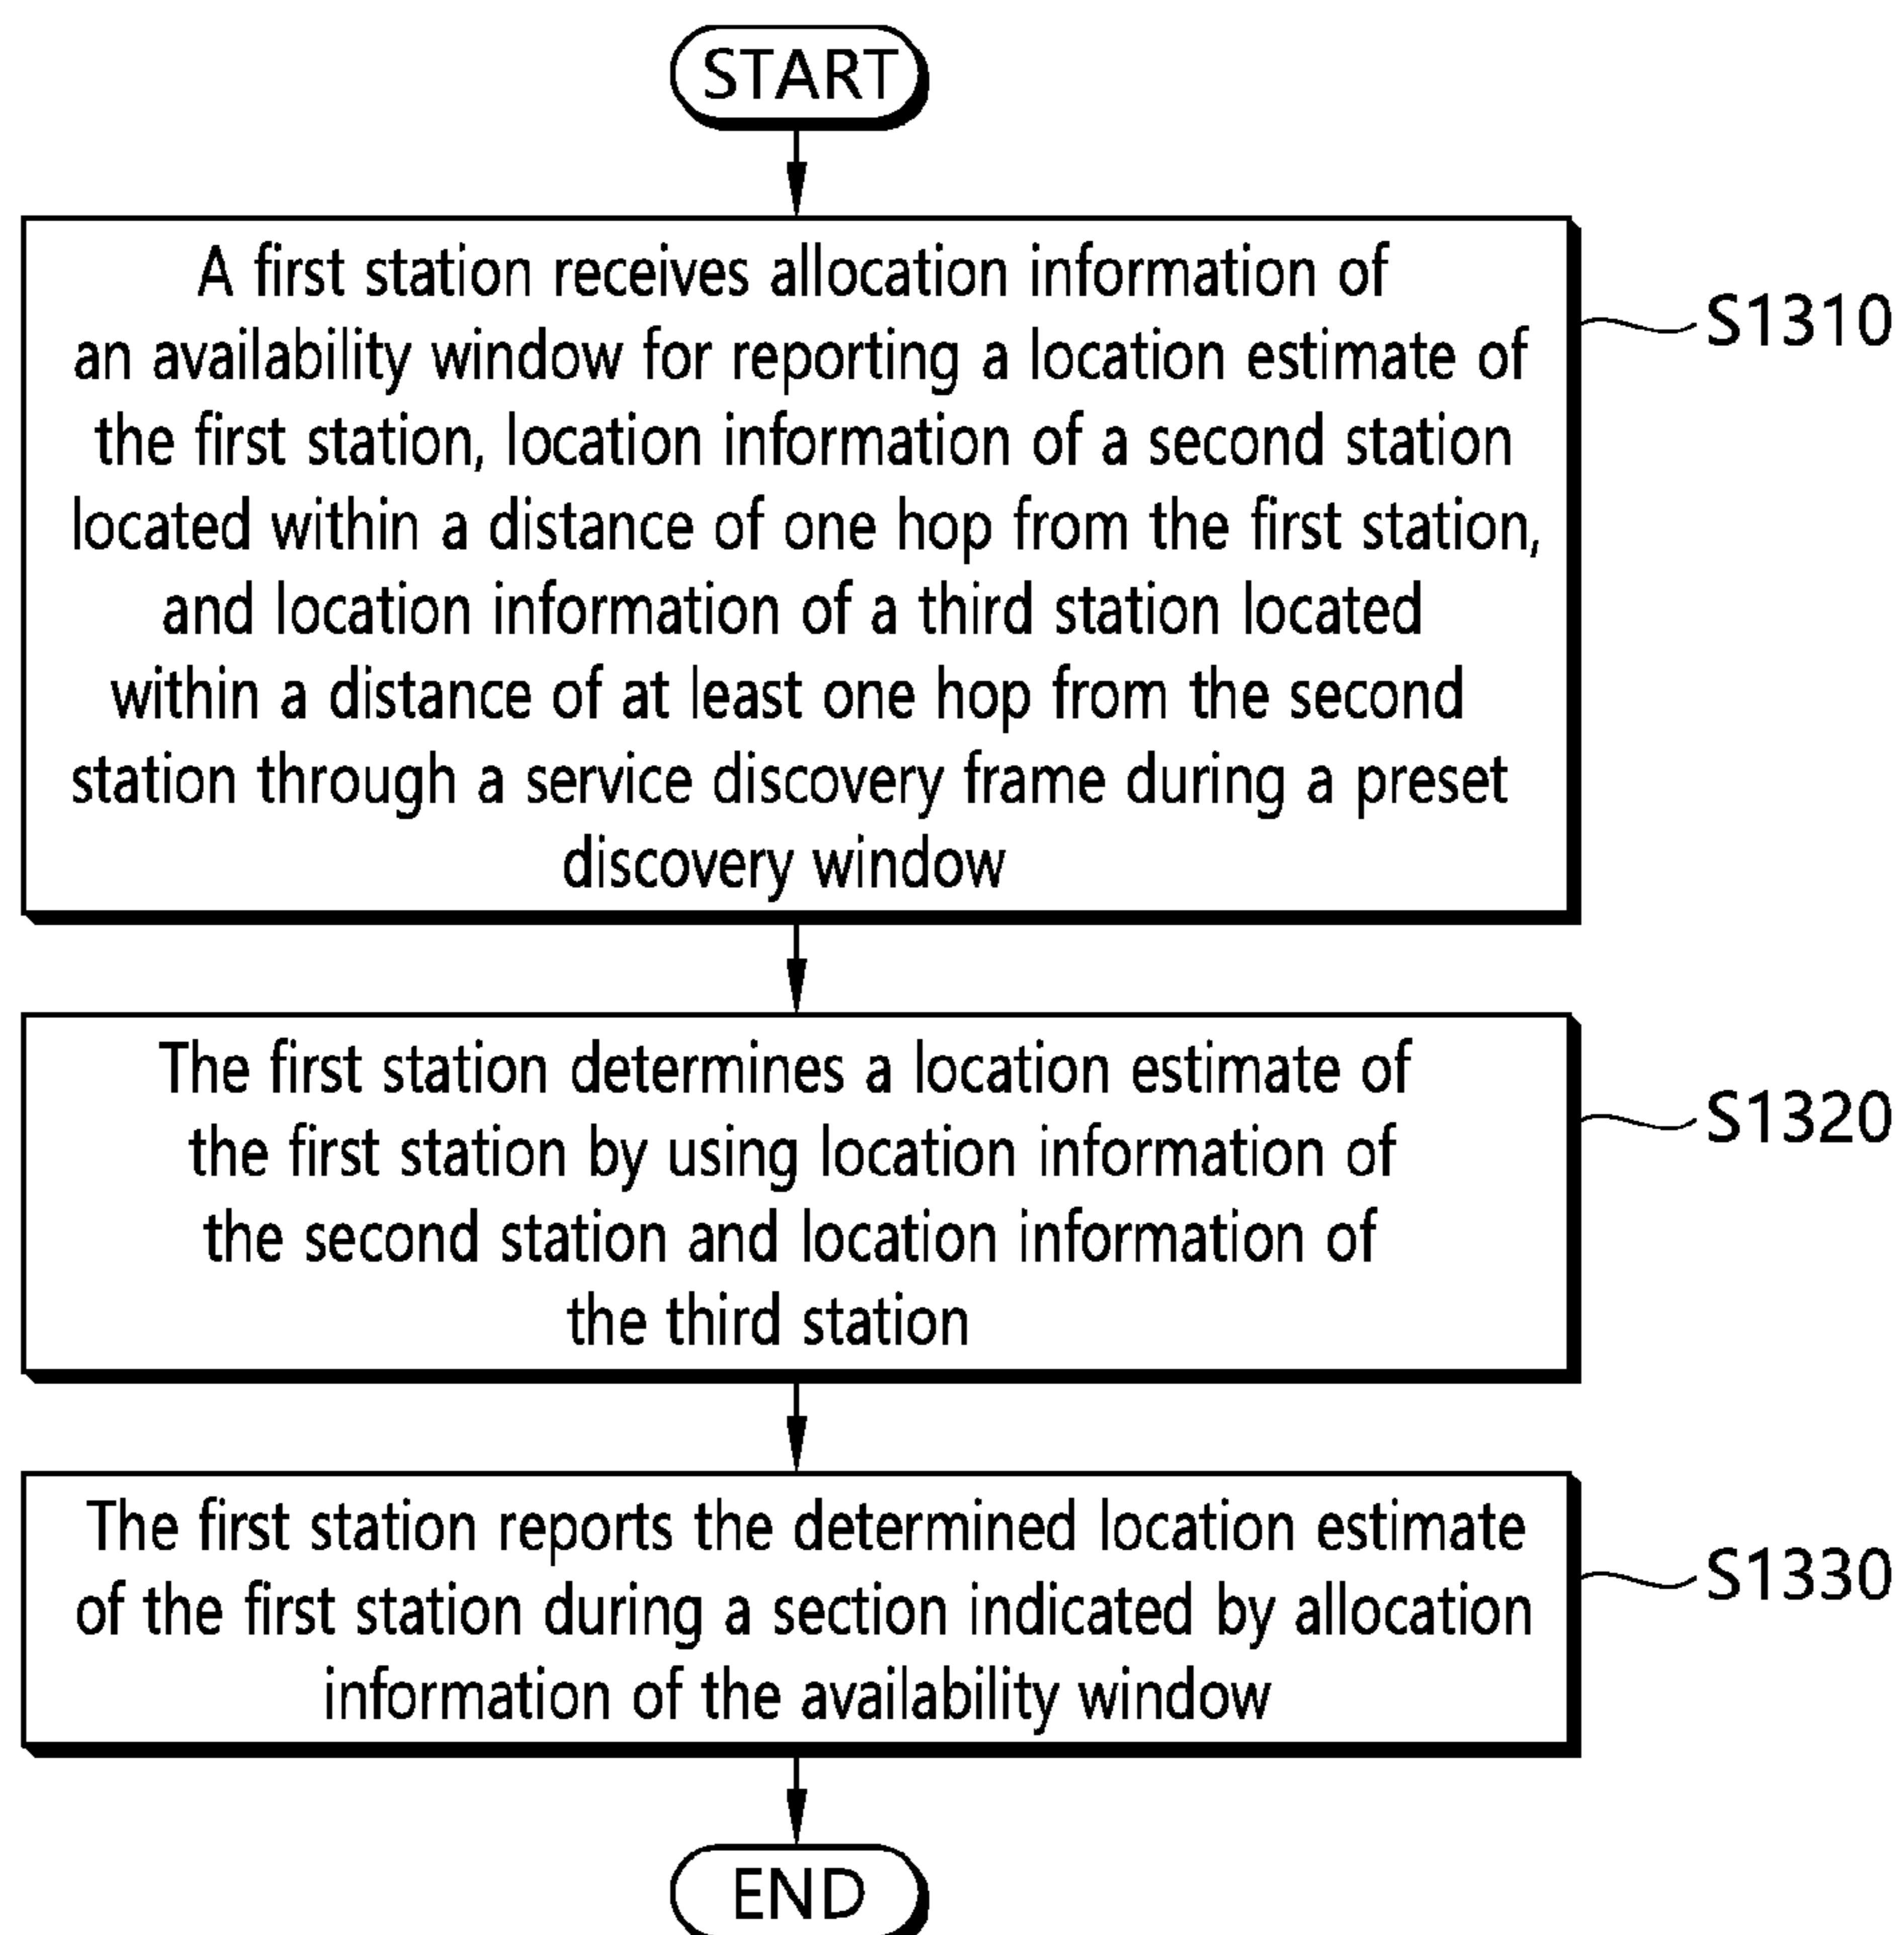 START
A first station receives allocation information of
an availability window for reporting a location estimate of
the first station, location information of a second station
located within a distance of one hop from the first station,
and location information of a third station located
within a distance of at least one hop from the second
station through a service discovery frame during a preset
discovery window
S1310
The first station determines a location estimate of
the first station by using location information of
the second station and location information of
the third station
S1320
The first station reports the determined location estimate
of the first station during a section indicated by allocation
information of the availability window
S1330
END